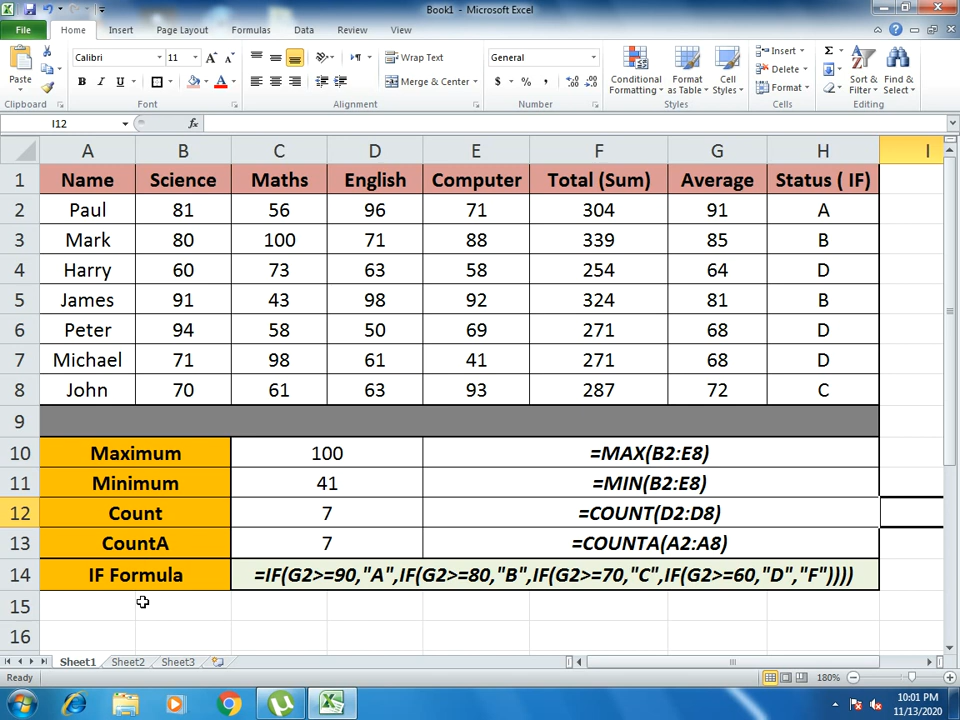 Book1 - Microsoft Excel
File Home Insert Page Layout Formulas Data Review View
Paste
Calibri 11
B I U
A A
A
Wrap Text
Merge & Center
General
$ % ,
Conditional Formatting
Format as Table
Cell Styles
Insert
Delete
Format
Σ
Sort & Filter
Find & Select
Clipboard Font Alignment Number Styles Cells Editing
I12 fx
A B C D E F G H I
1 Name Science Maths English Computer Total (Sum) Average Status ( IF)
2 Paul 81 56 96 71 304 91 A
3 Mark 80 100 71 88 339 85 B
4 Harry 60 73 63 58 254 64 D
5 James 91 43 98 92 324 81 B
6 Peter 94 58 50 69 271 68 D
7 Michael 71 98 61 41 271 68 D
8 John 70 61 63 93 287 72 C
9
10 Maximum 100 =MAX(B2:E8)
11 Minimum 41 =MIN(B2:E8)
12 Count 7 =COUNT(D2:D8)
13 CountA 7 =COUNTA(A2:A8)
14 IF Formula =IF(G2>=90,"A",IF(G2>=80,"B",IF(G2>=70,"C",IF(G2>=60,"D","F"))))
15
16
Sheet1 Sheet2 Sheet3
Ready 180%
10:01 PM
11/13/2020